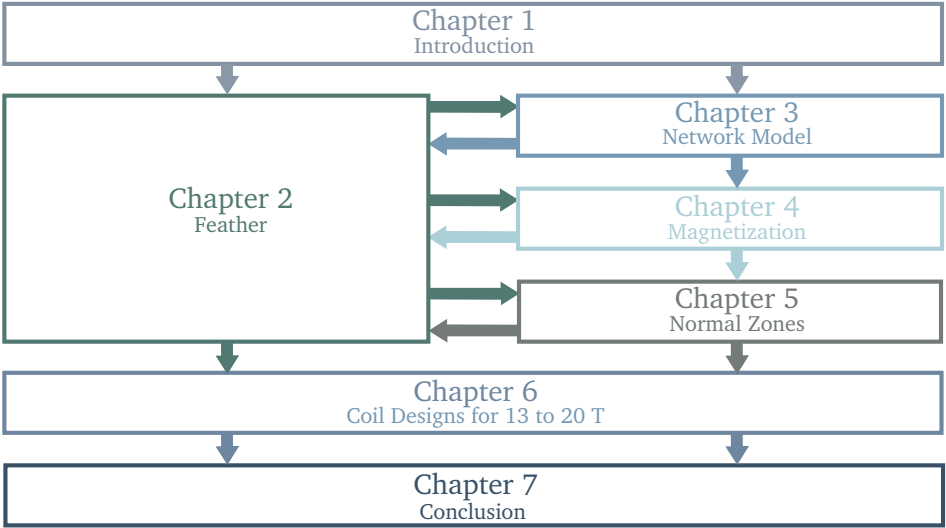 Chapter 1
Introduction
Chapter 2
Feather
Chapter 3
Network Model
Chapter 4
Magnetization
Chapter 5
Normal Zones
Chapter 6
Coil Designs for 13 to 20 T
Chapter 7
Conclusion